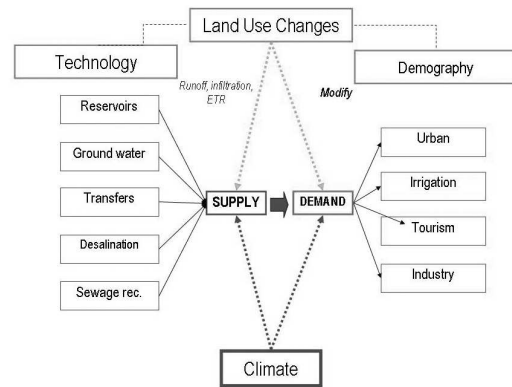 Land Use Changes
Technology
Demography
Runoff, infiltration,
ETR
Modify
Reservoirs
Ground water
Transfers
Desalination
Sewage rec.
SUPPLY
DEMAND
Urban
Irrigation
Tourism
Industry
Climate